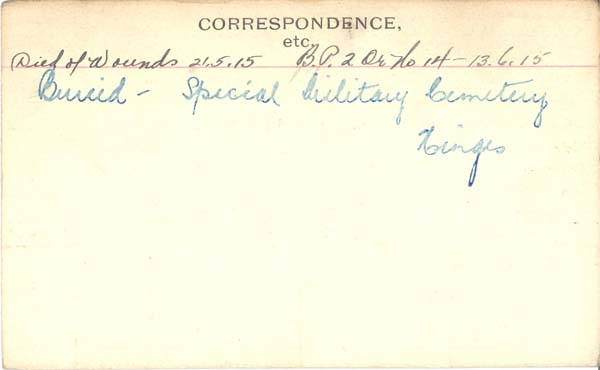 CORRESPONDENCE,
etc.
Died of Wounds 21.5.15 B.P. 2 Or. No 14 - 13.6.15
Buried - Special Military Cemetery
Hinges